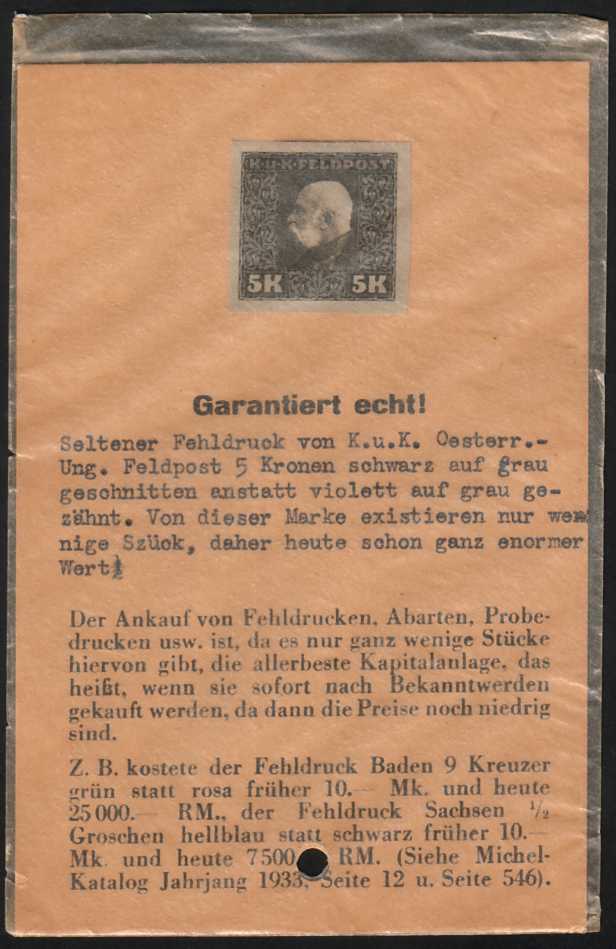 K·U·K·FELDPOST
5K 5K
Garantiert echt!
Seltener Fehldruck von K.u.K. Oesterr.-
Ung. Feldpost 5 Kronen schwarz auf grau
geschnitten anstatt violett auf grau ge-
zähnt. Von dieser Marke existieren nur we-
nige Szück, daher heute schon ganz enormer
Wert!
Der Ankauf von Fehldrucken, Abarten, Probe-
drucken usw. ist, da es nur ganz wenige Stücke
hiervon gibt, die allerbeste Kapitalanlage, das
heißt, wenn sie sofort nach Bekanntwerden
gekauft werden, da dann die Preise noch niedrig
sind.
Z. B. kostete der Fehldruck Baden 9 Kreuzer
grün statt rosa früher 10.— Mk. und heute
25 000.— RM., der Fehldruck Sachsen ½
Groschen hellblau statt schwarz früher 10.—
Mk. und heute 7500 RM. (Siehe Michel-
Katalog Jahrjang 1933, Seite 12 u. Seite 546).